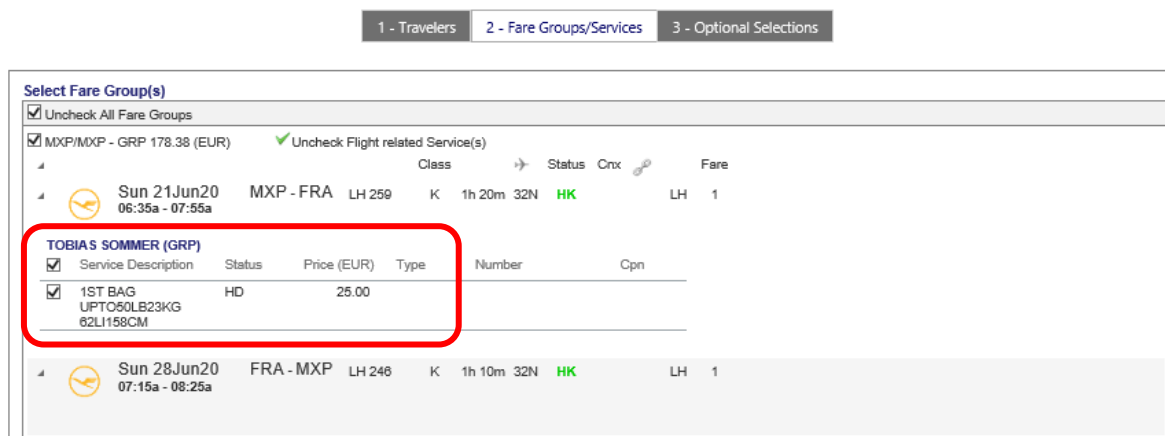 1 - Travelers 2 - Fare Groups/Services 3 - Optional Selections
Select Fare Group(s)
Uncheck All Fare Groups
MXP/MXP - GRP 178.38 (EUR) Uncheck Flight related Service(s)
Class Status Cnx Fare
Sun 21Jun20 MXP - FRA LH 259 K 1h 20m 32N HK LH 1
06:35a - 07:55a
TOBIAS SOMMER (GRP)
Service Description Status Price (EUR) Type Number Cpn
1ST BAG HD 25.00
UPTO50LB23KG
62LI158CM
Sun 28Jun20 FRA - MXP LH 246 K 1h 10m 32N HK LH 1
07:15a - 08:25a